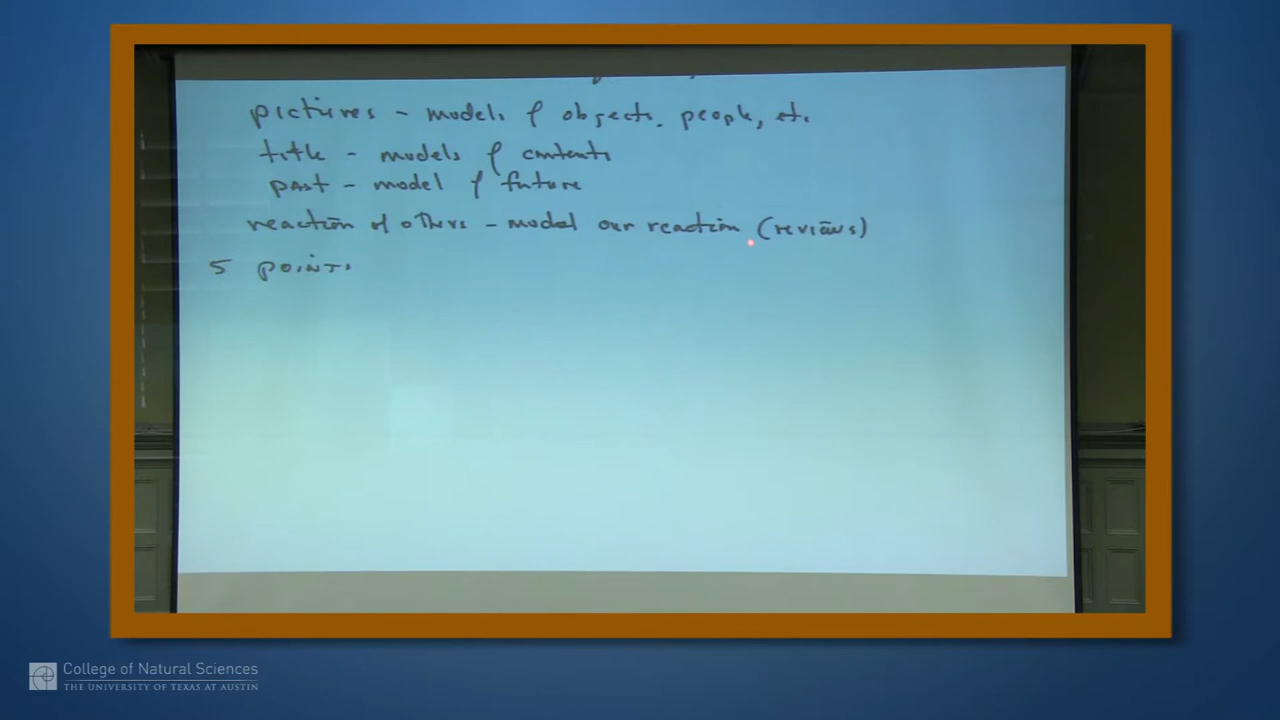 pictures - models of objects, people, etc.
title - models of contents
past - model of future
reaction of others - model our reaction (reviews)
5 POINTS
College of Natural Sciences
THE UNIVERSITY OF TEXAS AT AUSTIN